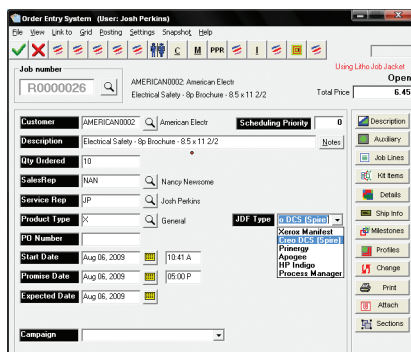 Order Entry System (User: Josh Perkins)
File View Link to Grid Posting Settings Snapshot Help
C M PPR I
Using Litho Job Jacket
Job number
Open
R0000026
AMERICAN0002: American Electr
Electrical Safety - 8p Brochure - 8.5 x 11 2/2
Total Price 6.45
Customer AMERICAN0002 American Electr Scheduling Priority 0
Description Electrical Safety - 8p Brochure - 8.5 x 11 2/2 Notes
Qty Ordered 10
SalesRep NAN Nancy Newsome
Service Rep JP Josh Perkins
Product Type X General JDF Type o DCS (Spire)
Xerox Manifest
Creo DCS (Spire)
Prinergy
Apogee
HP Indigo
Process Manager
PO Number
Start Date Aug 06, 2009 10:41 A
Promise Date Aug 06, 2009 05:00 P
Expected Date Aug 06, 2009
Campaign
Description
Auxiliary
Job Lines
Kit Items
Details
Ship Info
Milestones
Profiles
Change
Print
Attach
Sections